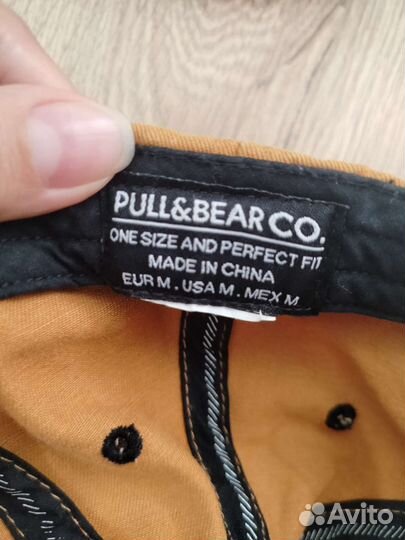 PULL&BEAR CO.
ONE SIZE AND PERFECT FIT
MADE IN CHINA
EUR M . USA M . MEX M
Avito